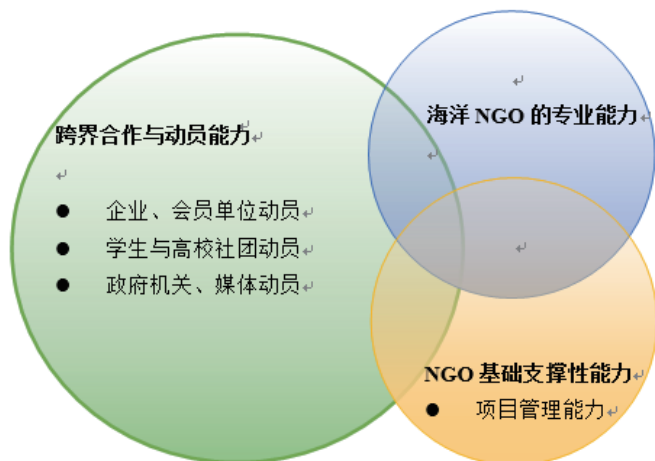 跨界合作与动员能力
● 企业、会员单位动员
● 学生与高校社团动员
● 政府机关、媒体动员
海洋 NGO 的专业能力
NGO 基础支撑性能力
● 项目管理能力